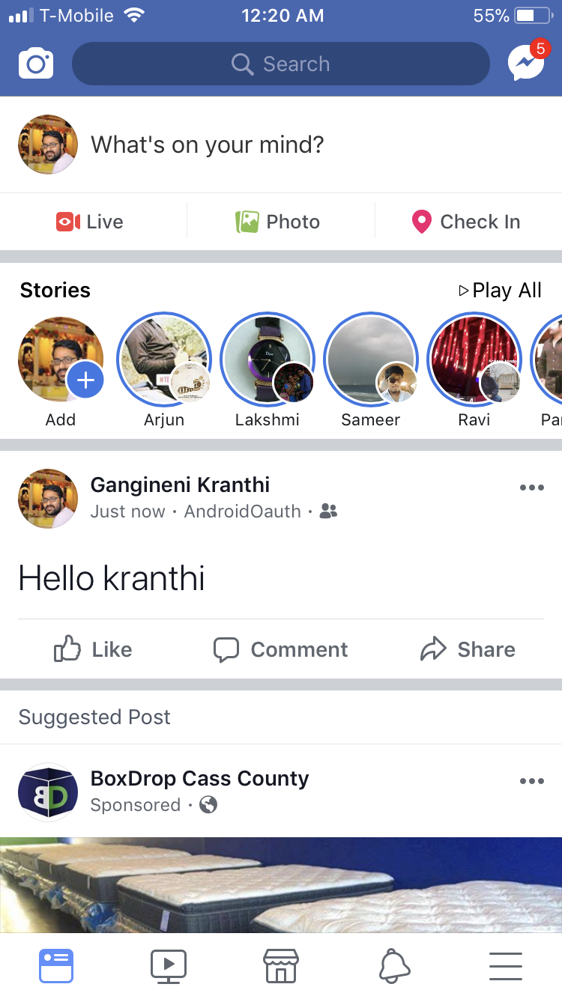 T-Mobile 12:20 AM 55%
Search 5
What's on your mind?
Live Photo Check In
Stories Play All
Add Arjun Lakshmi Sameer Ravi
Gangineni Kranthi
Just now · AndroidOauth ·
Hello kranthi
Like Comment Share
Suggested Post
BD
BoxDrop Cass County
Sponsored ·